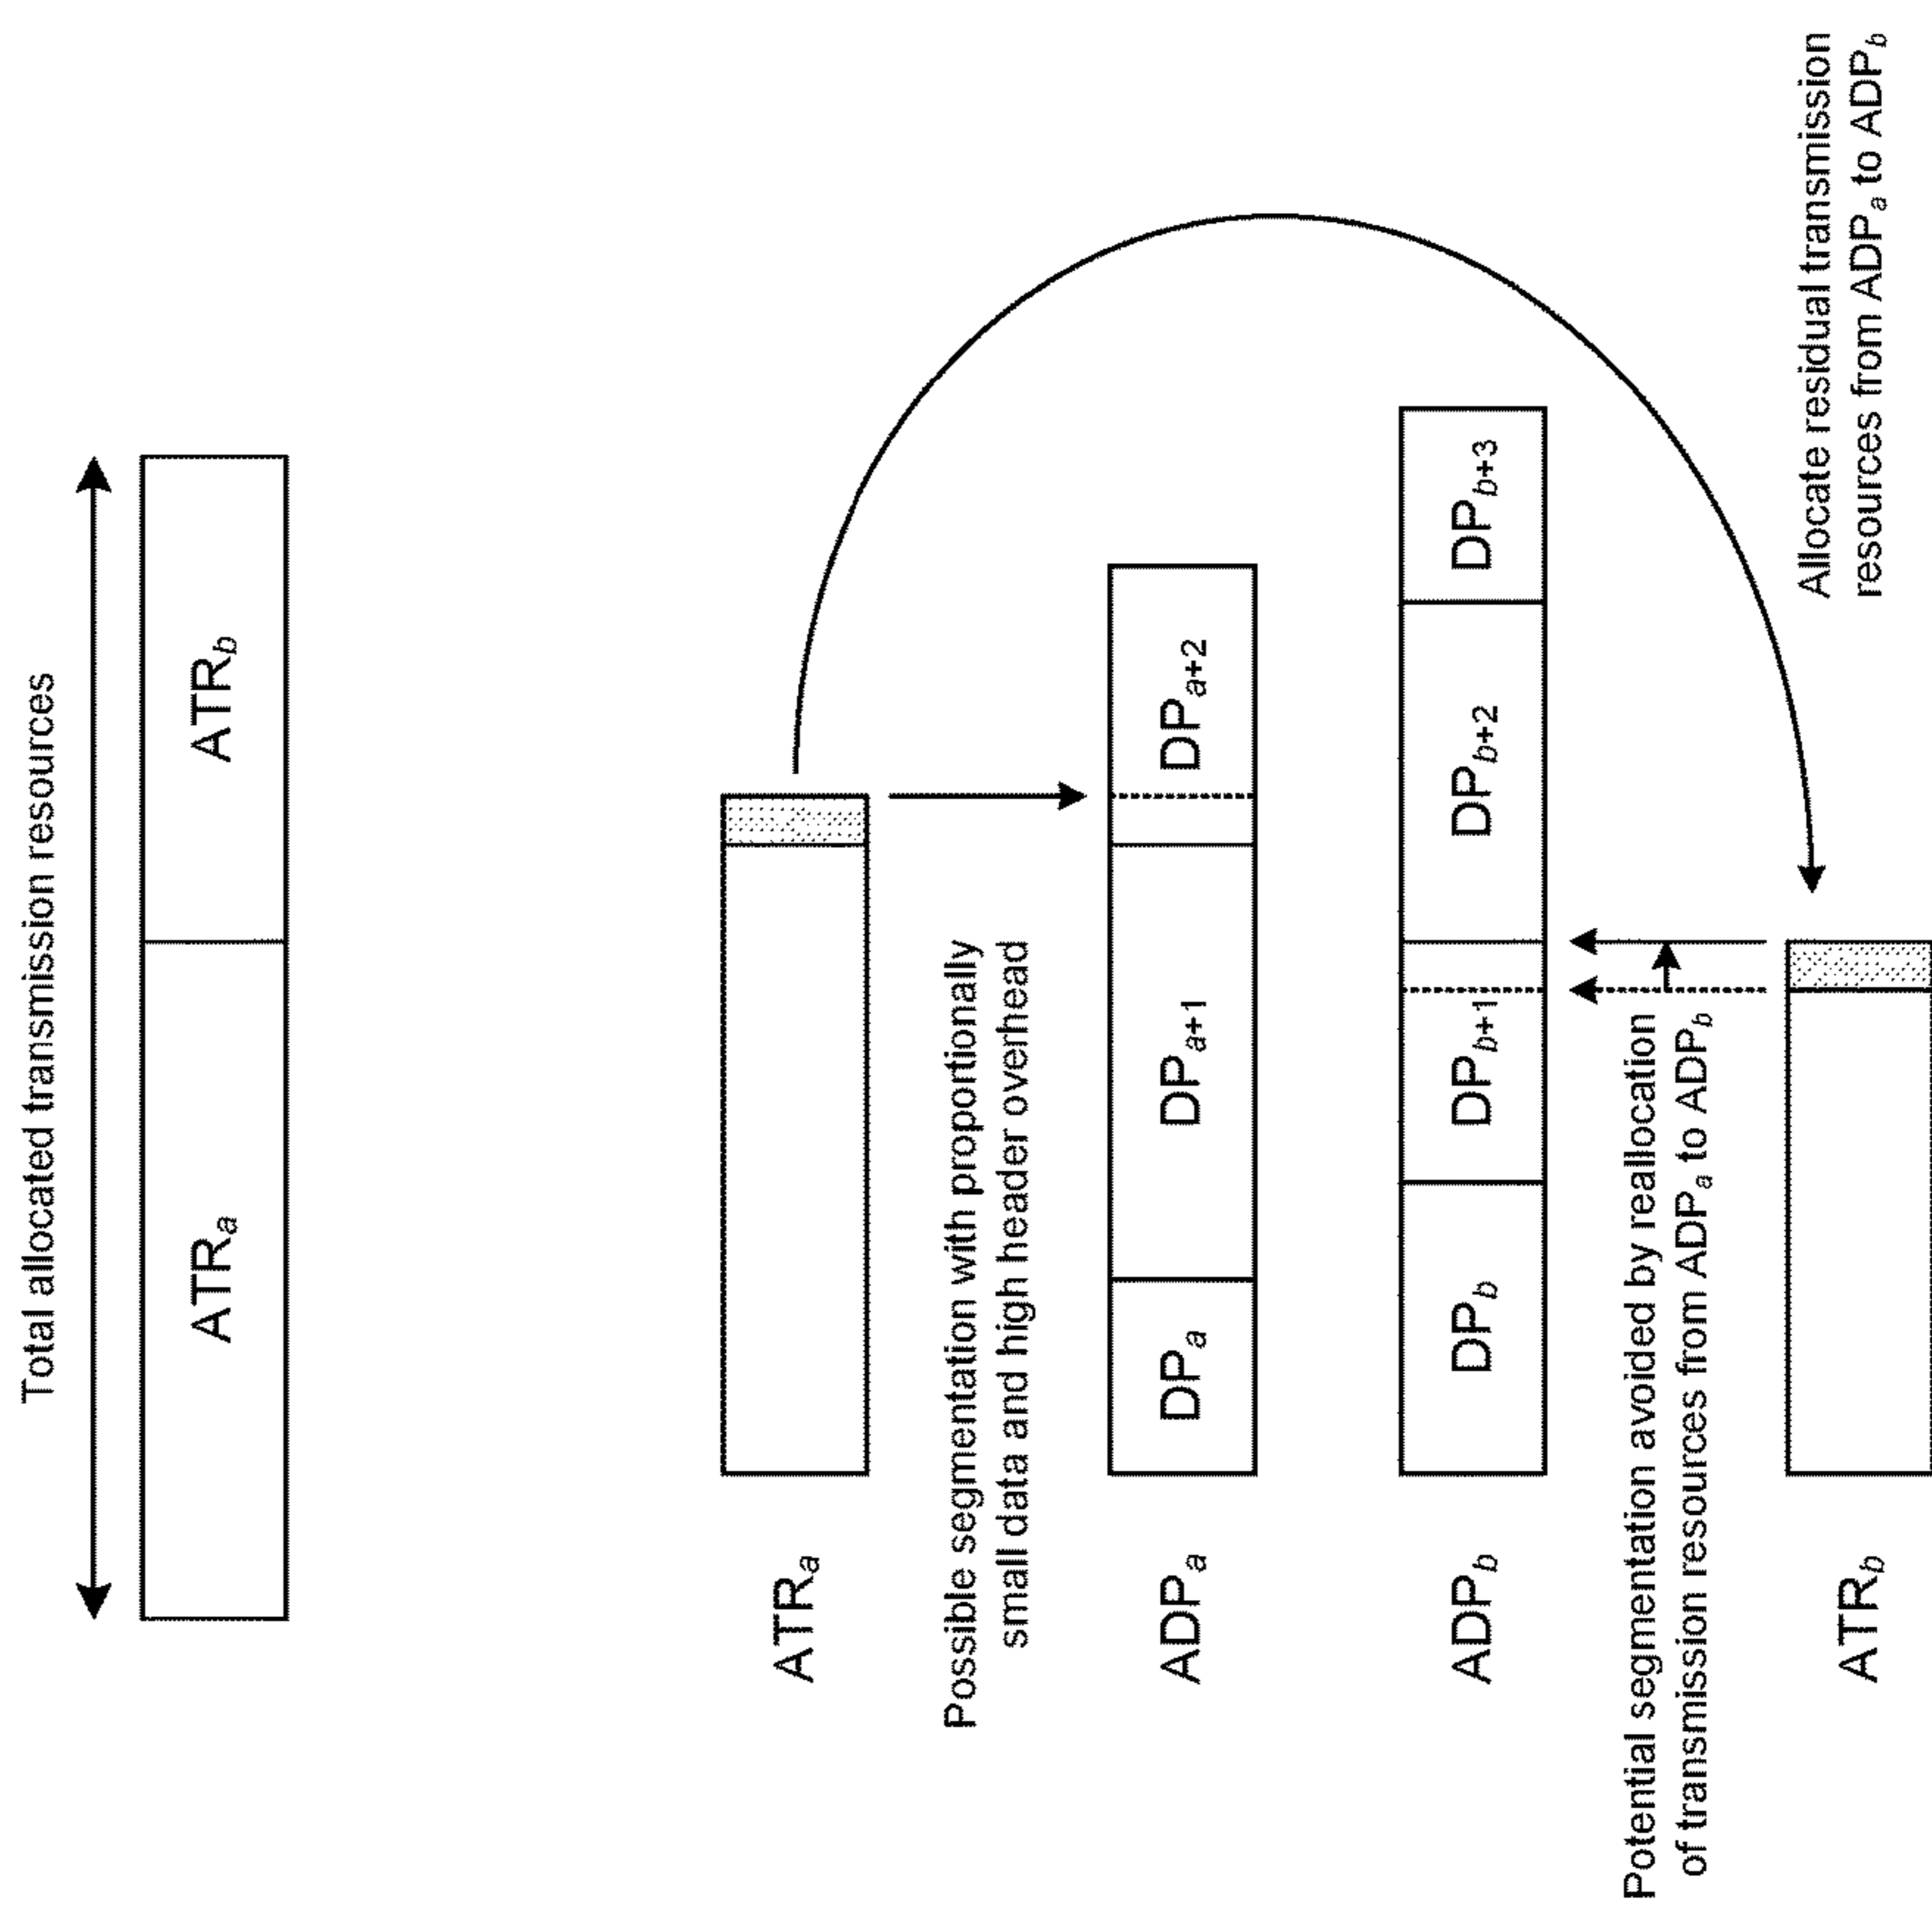 Total allocated transmission resources
ATRa
ATRb
ATRa
Possible segmentation with proportionally
small data and high header overhead
ADPa
DPa
DPa+1
DPa+2
ADPb
DPb
DPb+1
DPb+2
DPb+3
Potential segmentation avoided by reallocation
of transmission resources from ADPa to ADPb
ATRb
Allocate residual transmission
resources from ADPa to ADPb